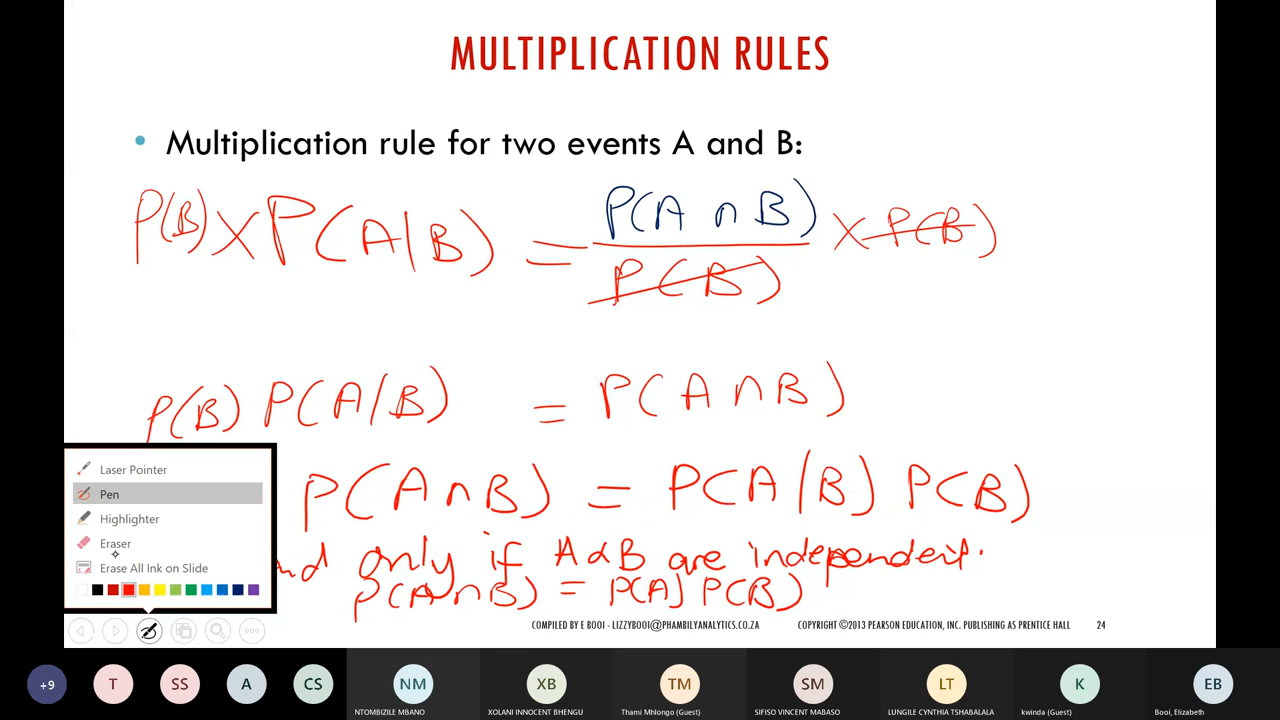 MULTIPLICATION RULES
• Multiplication rule for two events A and B:
P(B) × P(A|B) = P(A ∩ B) × P(B)
P(B)
P(B) P(A/B) = P(A ∩ B)
P(A ∩ B) = P(A/B) P(B)
nd only if A & B are independent.
P(A ∩ B) = P(A) P(B)
Laser Pointer
Pen
Highlighter
Eraser
Erase All Ink on Slide
COMPILED BY E BOOI - LIZZYBOOI@PHAMBILYANALYTICS.CO.ZA COPYRIGHT ©2013 PEARSON EDUCATION, INC. PUBLISHING AS PRENTICE HALL 24
+9 T SS A CS NM XB TM SM LT K EB
NTOMBIZILE MBANO XOLANI INNOCENT BHENGU Thami Mhlongo (Guest) SIFISO VINCENT MABASO LUNGILE CYNTHIA TSHABALALA kwinda (Guest) Booi, Elizabeth